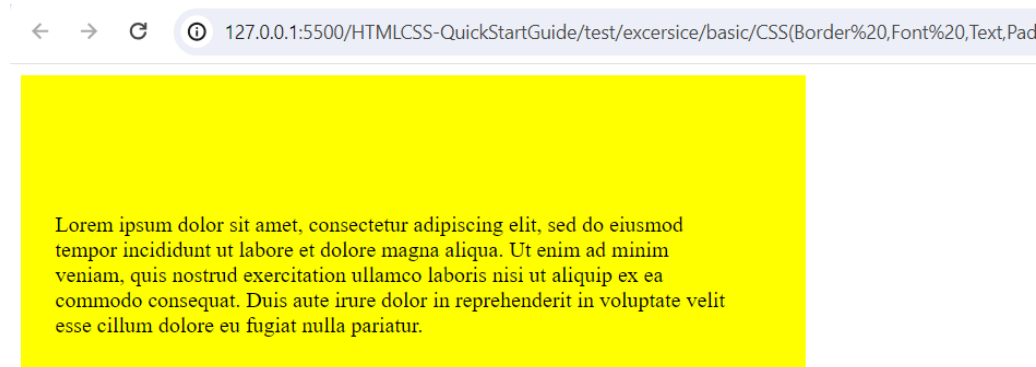 127.0.0.1:5500/HTMLCSS-QuickStartGuide/test/excersice/basic/CSS(Border%20,Font%20,Text,Pad
Lorem ipsum dolor sit amet, consectetur adipiscing elit, sed do eiusmod
tempor incididunt ut labore et dolore magna aliqua. Ut enim ad minim
veniam, quis nostrud exercitation ullamco laboris nisi ut aliquip ex ea
commodo consequat. Duis aute irure dolor in reprehenderit in voluptate velit
esse cillum dolore eu fugiat nulla pariatur.